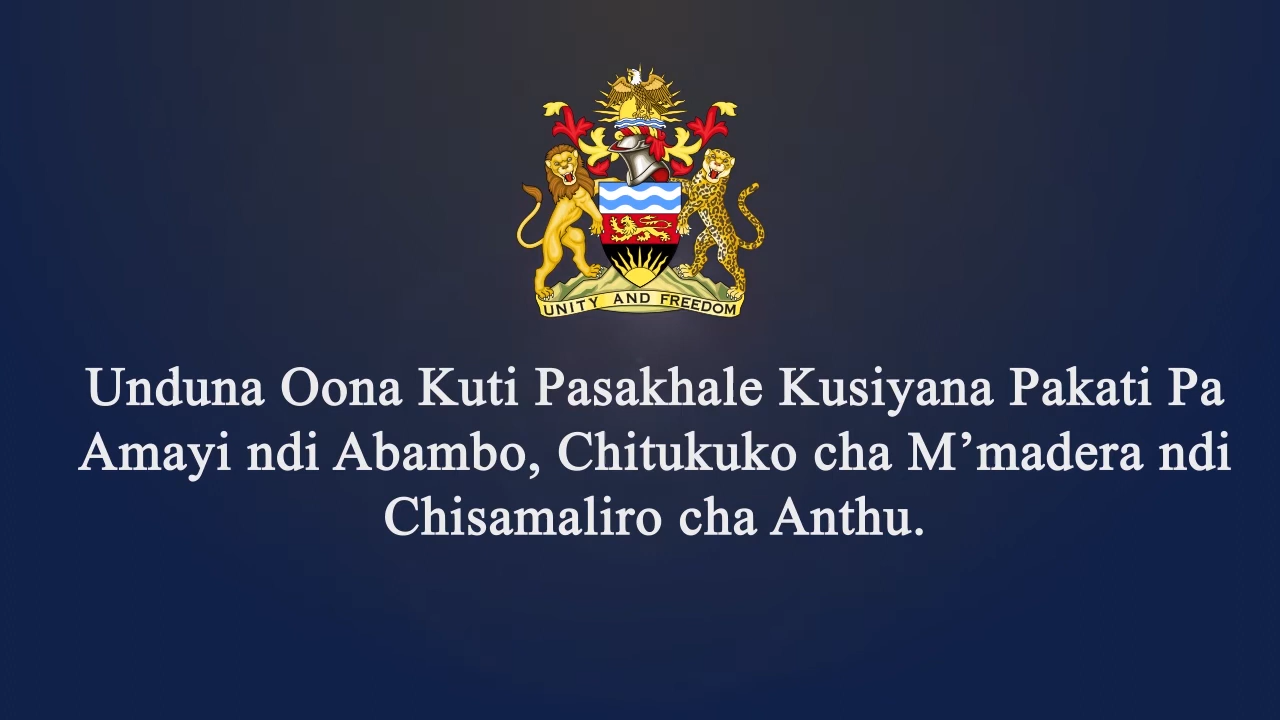 UNITY AND FREEDOM
Unduna Oona Kuti Pasakhale Kusiyana Pakati Pa
Amayi ndi Abambo, Chitukuko cha M’madera ndi
Chisamaliro cha Anthu.